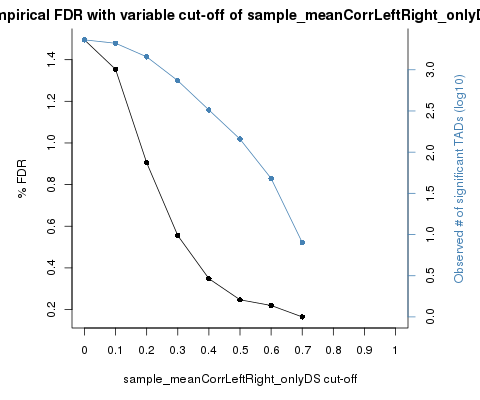 mpirical FDR with variable cut-off of sample_meanCorrLeftRight_onlyD
% FDR
0.2 0.4 0.6 0.8 1.0 1.2 1.4
0.0 0.5 1.0 1.5 2.0 2.5 3.0
Observed # of significant TADs (log10)
0 0.1 0.2 0.3 0.4 0.5 0.6 0.7 0.8 0.9 1
sample_meanCorrLeftRight_onlyDS cut-off